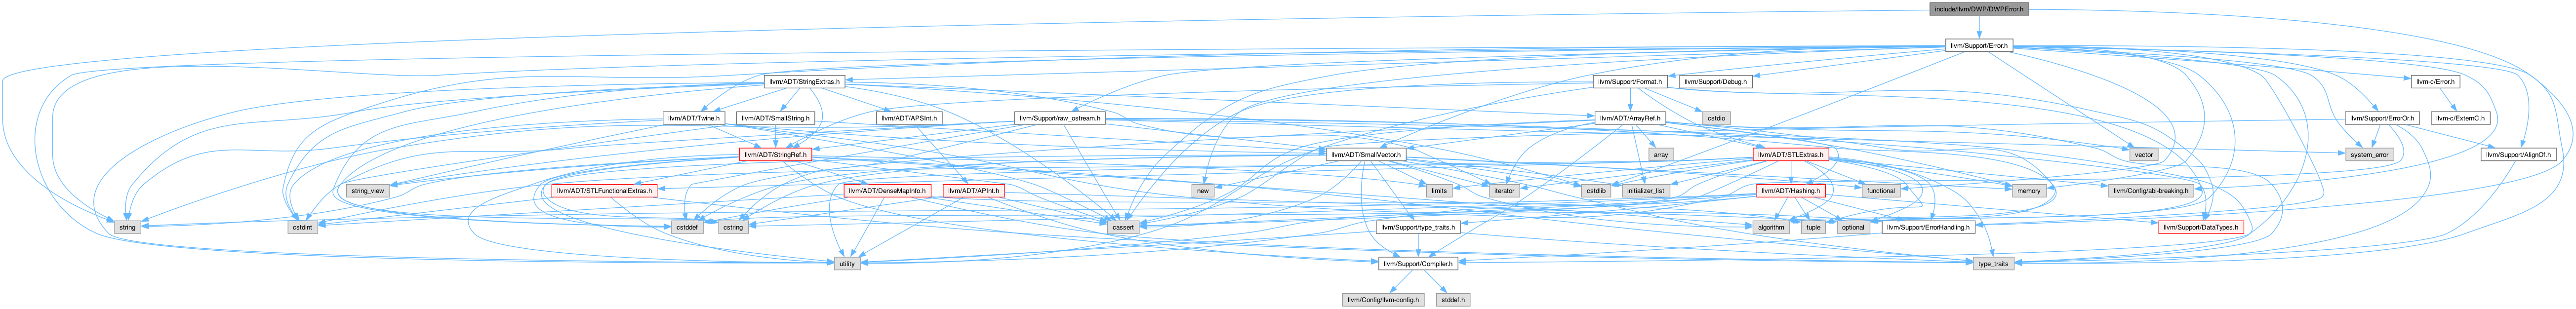 include/llvm/DWP/DWPError.h
llvm/Support/Error.h
llvm/ADT/StringExtras.h
llvm/Support/Format.h
llvm/Support/Debug.h
llvm-c/Error.h
llvm/ADT/Twine.h
llvm/ADT/SmallString.h
llvm/ADT/APSInt.h
llvm/Support/raw_ostream.h
llvm/ADT/ArrayRef.h
cstdio
llvm/Support/ErrorOr.h
llvm-c/ExternC.h
llvm/ADT/StringRef.h
llvm/ADT/SmallVector.h
array
llvm/ADT/STLExtras.h
vector
system_error
llvm/Support/AlignOf.h
string_view
llvm/ADT/STLFunctionalExtras.h
llvm/ADT/DenseMapInfo.h
llvm/ADT/APInt.h
new
limits
iterator
cstdlib
initializer_list
llvm/ADT/Hashing.h
functional
memory
llvm/Config/abi-breaking.h
string
cstdint
cstddef
cstring
cassert
llvm/Support/type_traits.h
algorithm
tuple
optional
llvm/Support/ErrorHandling.h
llvm/Support/DataTypes.h
utility
llvm/Support/Compiler.h
type_traits
llvm/Config/llvm-config.h
stddef.h